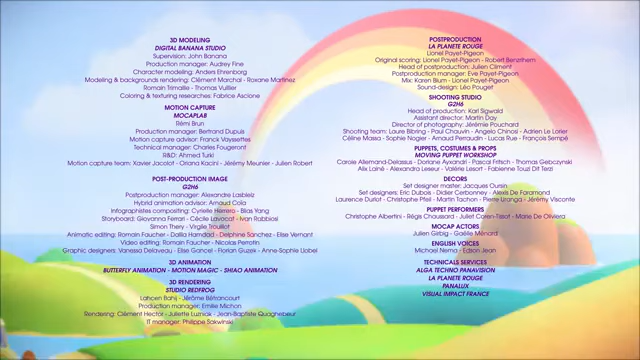 3D MODELING
DIGITAL BANANA STUDIO
Supervision: John Banana
Production manager: Audrey Fine
Character modeling: Anders Ehrenborg
Modeling & backgrounds rendering: Clément Marchal - Roxane Martinez
Romain Trimaille - Thomas Vuillier
Coloring & texturing researches: Fabrice Ascione
MOTION CAPTURE
MOCAPLAB
Rémi Brun
Production manager: Bertrand Dupuis
Motion capture advisor: Franck Vayssettes
Technical manager: Charles Fougeront
R&D: Ahmed Turki
Motion capture team: Xavier Jacolot - Oriana Kacini - Jérémy Meunier - Julien Robert
POST-PRODUCTION IMAGE
G2H6
Postproduction manager: Alexandre Laisbielz
Hybrid animation advisor: Arnaud Cola
Infographistes compositing: Cyrielle Herrero - Blias Yang
Storyboard: Giovanna Ferrari - Cécile Lavocat - Ivan Rabbiosi
Simon Thery - Virgile Trouillot
Animatic editing: Romain Faucher - Dalila Hamdad - Delphine Sanchez - Elise Vernant
Video editing: Romain Faucher - Nicolas Perrotin
Graphic designers: Vanessa Delaveau - Elise Gancel - Florian Guzek - Anne-Sophie Llobel
3D ANIMATION
BUTTERFLY ANIMATION - MOTION MAGIC - SHIAO ANIMATION
3D RENDERING
STUDIO REDFROG
Lahcen Bahij - Jérôme Bétrancourt
Production manager: Emilie Michon
Rendering: Clément Hector - Juliette Lumiak - Jean-Baptiste Quaghebeur
IT manager: Philippe Sakwinski
POSTPRODUCTION
LA PLANETE ROUGE
Lionel Payet-Pigeon
Original scoring: Lionel Payet-Pigeon - Robert Benzrihem
Head of postproduction: Julien Climent
Postproduction manager: Eve Payet-Pigeon
Mix: Karen Blum - Lionel Payet-Pigeon
Sound-design: Léo Pouget
SHOOTING STUDIO
G2H6
Head of production: Karl Sigwald
Assistant director: Martin Day
Director of photography: Jérémie Pouchard
Shooting team: Laure Bibring - Paul Chauvin - Angelo Chinosi - Adrien Le Lorier
Céline Massa - Sophie Nogier - Arnaud Perraudin - Lucas Rue - François Sempé
PUPPETS, COSTUMES & PROPS
MOVING PUPPET WORKSHOP
Carole Allemand-Delassus - Doriane Ayxandri - Pascal Fritsch - Thomas Gebczynski
Alix Lainé - Alexandra Leseur - Valérie Lesort - Fabienne Touzi Dit Terzi
DECORS
Set designer master: Jacques Oursin
Set designers: Eric Dubois - Didier Cerbonney - Alexis De Faramond
Laurence Duriot - Christophe Pfeil - Martin Tachon - Pierre Uranga - Jérémy Visconte
PUPPET PERFORMERS
Christophe Albertini - Régis Chaussard - Juliet Coren-Tissot - Marie De Oliveira
MOCAP ACTORS
Julien Girbig - Gaëlle Ménard
ENGLISH VOICES
Michael Nema - Edson Jean
TECHNICALS SERVICES
ALGA TECHNO PANAVISION
LA PLANETE ROUGE
PANALUX
VISUAL IMPACT FRANCE